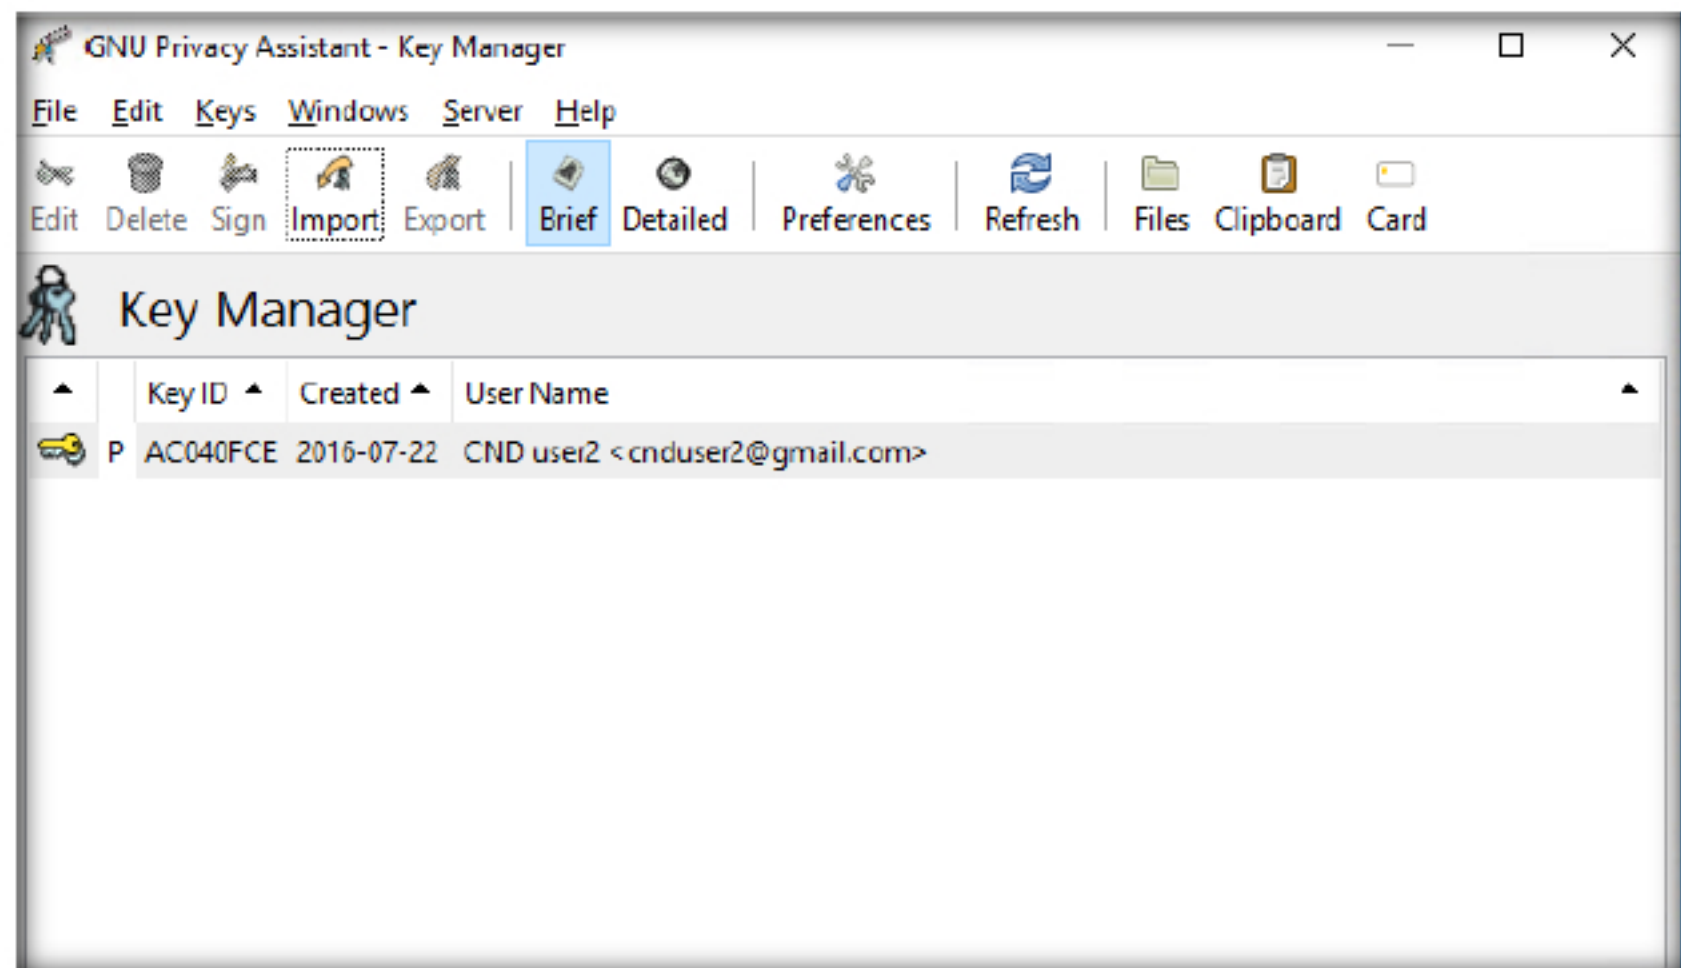 GNU Privacy Assistant - Key Manager
File Edit Keys Windows Server Help
Edit Delete Sign Import Export Brief Detailed Preferences Refresh Files Clipboard Card
Key Manager
Key ID Created User Name
P AC040FCE 2016-07-22 CND user2 <cnduser2@gmail.com>